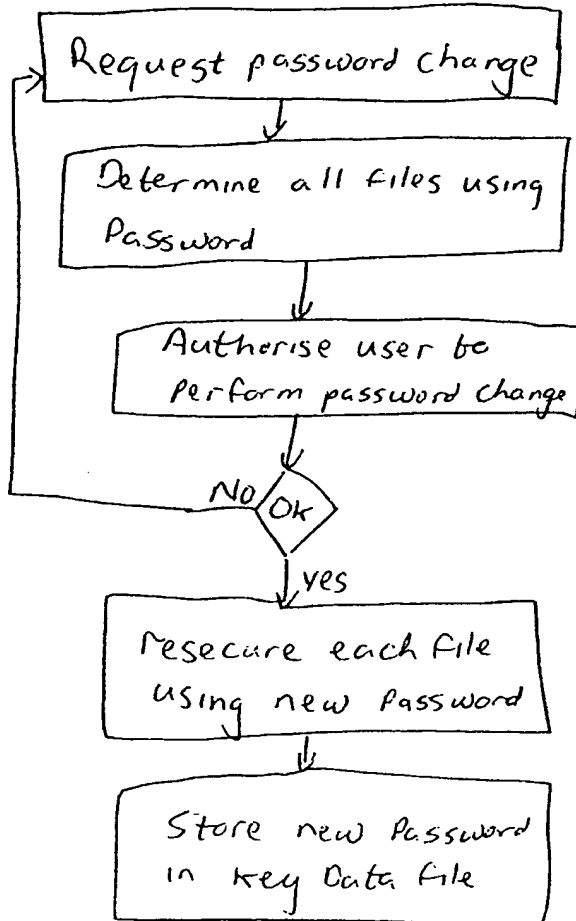 Request password change
Determine all files using
Password
Authorise user to
Perform password change
No
OK
yes
resecure each file
using new Password
Store new Password
in Key Data file